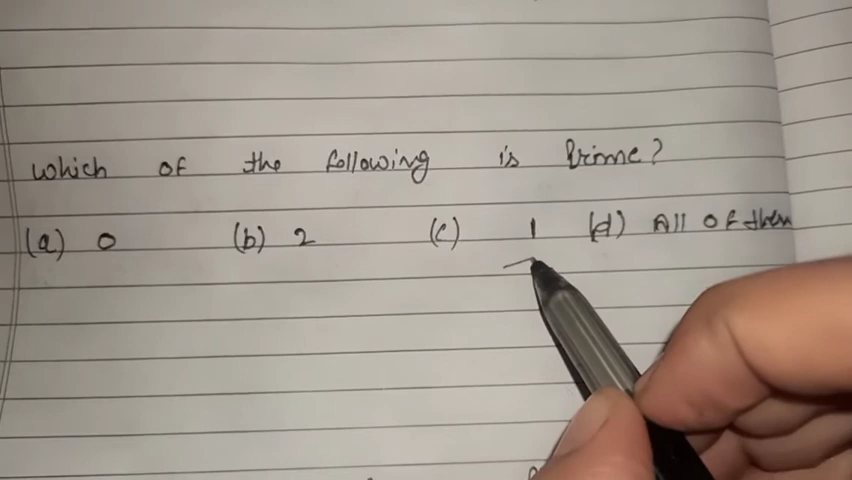 which of the following is Prime?
(a) 0 (b) 2 (c) 1 (d) All of them